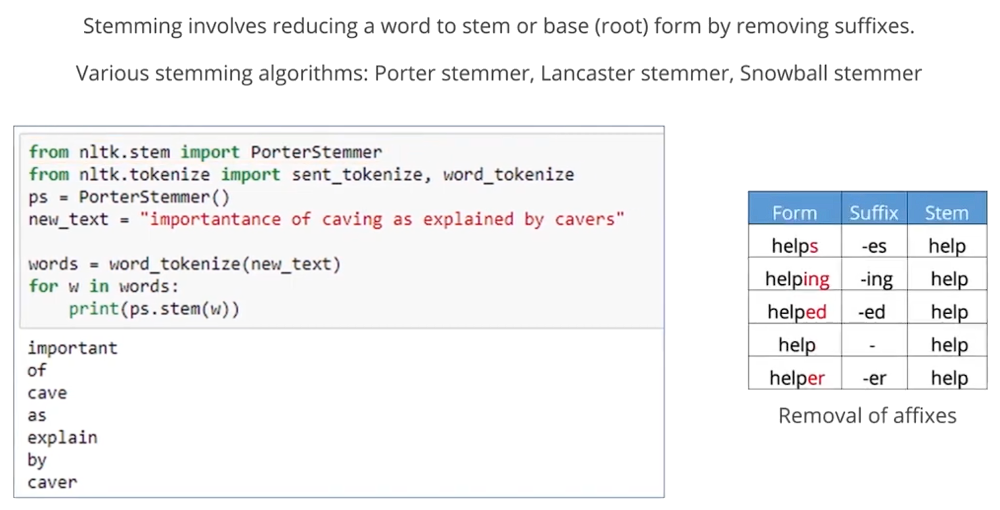 Stemming involves reducing a word to stem or base (root) form by removing suffixes.
Various stemming algorithms: Porter stemmer, Lancaster stemmer, Snowball stemmer
from nltk.stem import PorterStemmer
from nltk.tokenize import sent_tokenize, word_tokenize
ps = PorterStemmer()
new_text = "importantance of caving as explained by cavers"
words = word_tokenize(new_text)
for w in words:
    print(ps.stem(w))
important
of
cave
as
explain
by
caver
Form Suffix Stem
helps -es help
helping -ing help
helped -ed help
help - help
helper -er help
Removal of affixes